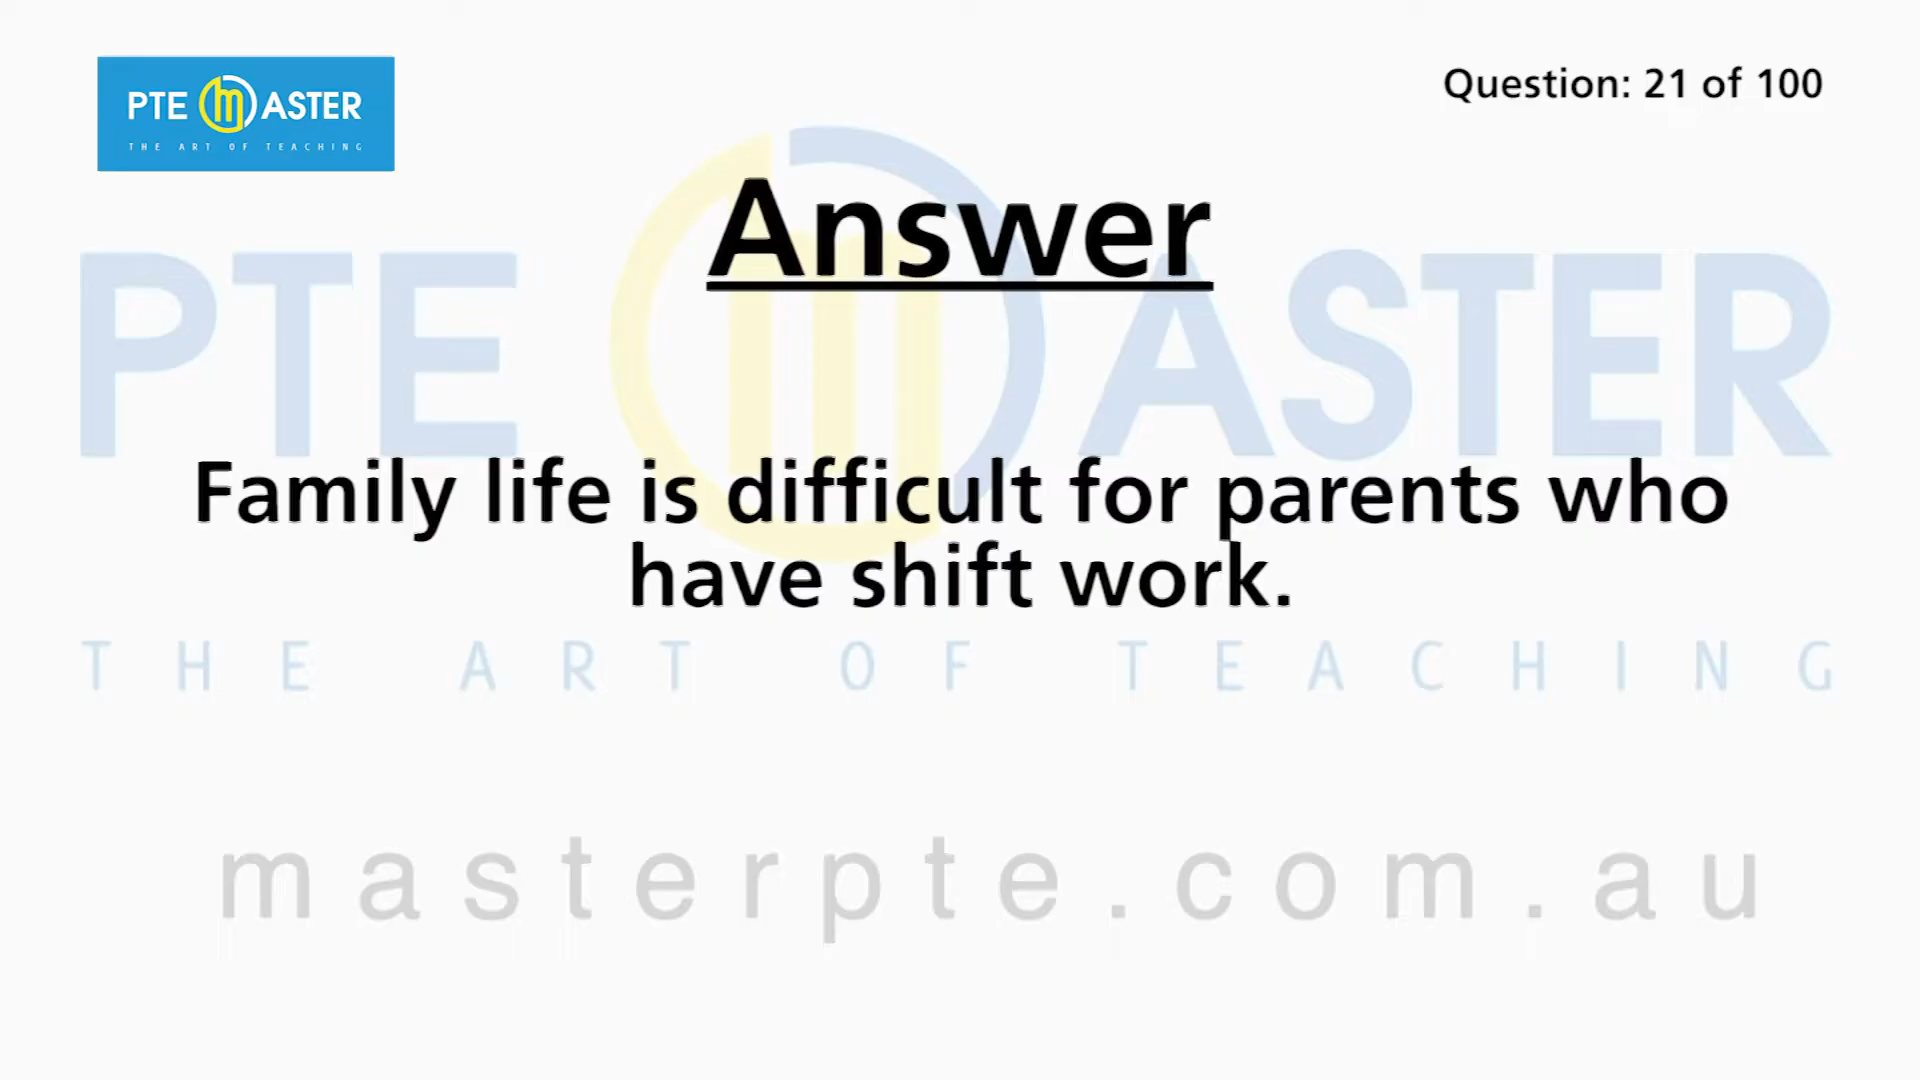 PTE MASTER
THE ART OF TEACHING
Question: 21 of 100
Answer
PTE MASTER
Family life is difficult for parents who
have shift work.
THE ART OF TEACHING
masterpte.com.au